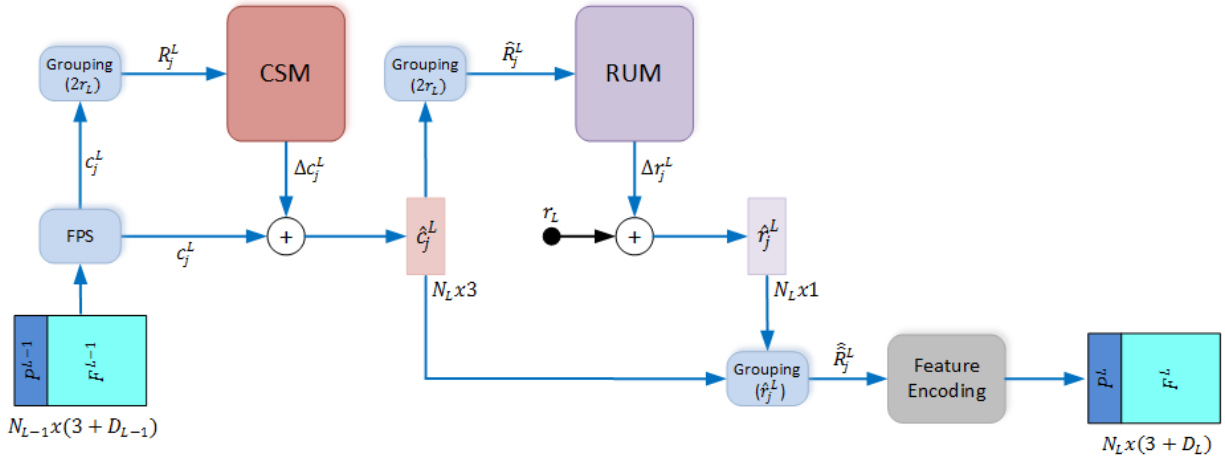 Grouping
(2r_L)
R_j^L
CSM
Grouping
(2r_L)
R̂_j^L
RUM
c_j^L
Δc_j^L
Δr_j^L
FPS
c_j^L
+
ĉ_j^L
r_L
+
r̂_j^L
N_L x3
N_L x1
P^{L-1}
F^{L-1}
Grouping
(r̂_j^L)
R̂̂_j^L
Feature
Encoding
P^L
F^L
N_{L-1}x(3 + D_{L-1})
N_L x(3 + D_L)